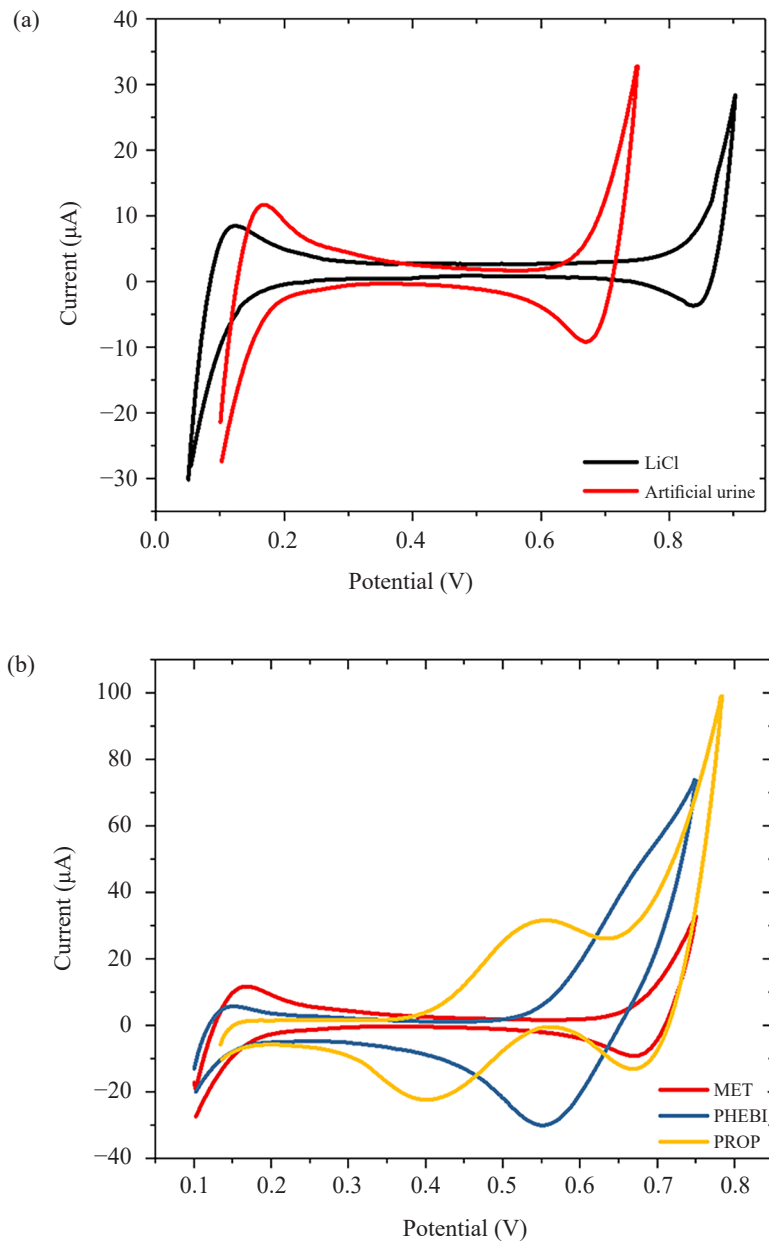 (a)
40
30
20
10
0
−10
−20
−30
Current (µA)
0.0 0.2 0.4 0.6 0.8
Potential (V)
LiCl
Artificial urine
(b)
100
80
60
40
20
0
−20
−40
Current (µA)
0.1 0.2 0.3 0.4 0.5 0.6 0.7 0.8
Potential (V)
MET
PHEBI
PROP